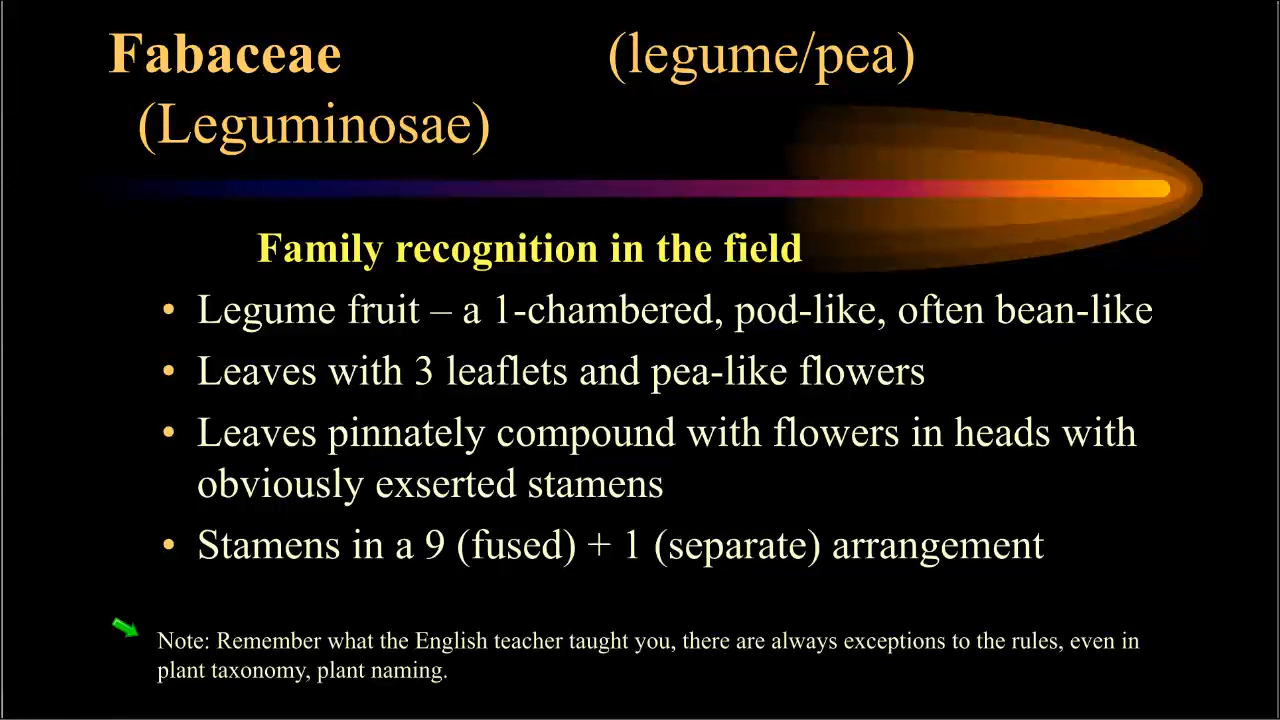 Fabaceae (legume/pea)
(Leguminosae)
Family recognition in the field
• Legume fruit – a 1-chambered, pod-like, often bean-like
• Leaves with 3 leaflets and pea-like flowers
• Leaves pinnately compound with flowers in heads with
obviously exserted stamens
• Stamens in a 9 (fused) + 1 (separate) arrangement
Note: Remember what the English teacher taught you, there are always exceptions to the rules, even in
plant taxonomy, plant naming.